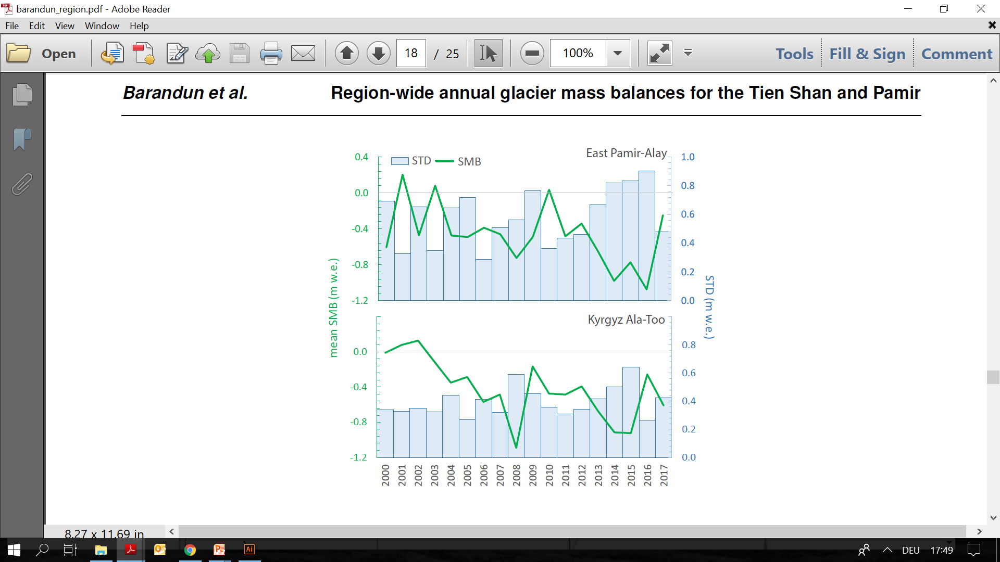 barandun_region.pdf - Adobe Reader
File Edit View Window Help
Open 18 / 25 100% Tools Fill & Sign Comment
Barandun et al. Region-wide annual glacier mass balances for the Tien Shan and Pamir
East Pamir-Alay
STD SMB
0.4
0.0
-0.4
-0.8
-1.2
1.0
0.8
0.6
0.4
0.2
0.0
mean SMB (m w.e.)
STD (m w.e.)
Kyrgyz Ala-Too
0.0
-0.4
-0.8
-1.2
0.8
0.6
0.4
0.2
0.0
2000 2001 2002 2003 2004 2005 2006 2007 2008 2009 2010 2011 2012 2013 2014 2015 2016 2017
8.27 x 11.69 in
Ai DEU 17:49